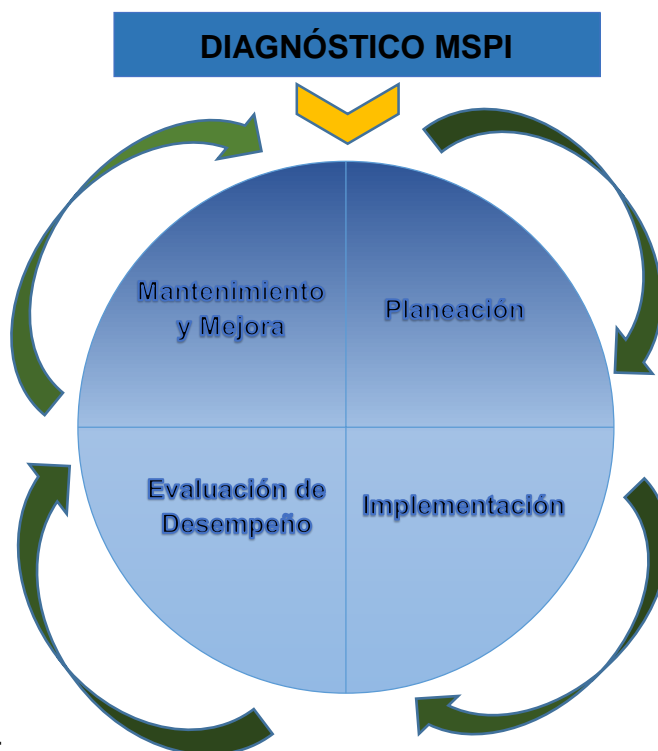 DIAGNÓSTICO MSPI
Mantenimiento
y Mejora
Planeación
Evaluación de
Desempeño
Implementación